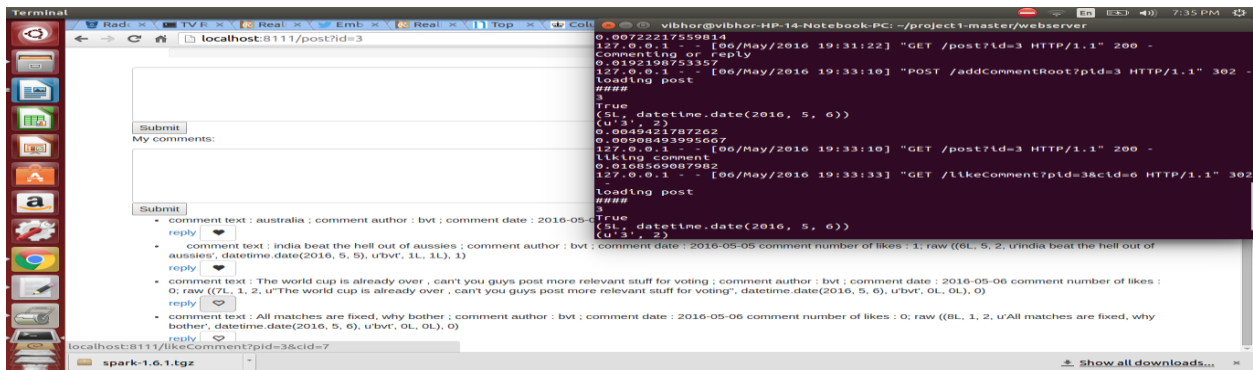 Terminal
En
7:35 PM
Rad
TV R
Real
Emb
Real
Top
Colu
vibhor@vibhor-HP-14-Notebook-PC: ~/project1-master/webserver
localhost:8111/post?id=3
0.00722217559814
127.0.0.1 - - [06/May/2016 19:31:22] "GET /post?id=3 HTTP/1.1" 200 -
Commenting or reply
0.0192198753357
127.0.0.1 - - [06/May/2016 19:33:10] "POST /addCommentRoot?pid=3 HTTP/1.1" 302 -
loading post
####
3
True
(5L, datetime.date(2016, 5, 6))
(u'3', 2)
0.0049421787262
0.00908493995667
127.0.0.1 - - [06/May/2016 19:33:10] "GET /post?id=3 HTTP/1.1" 200 -
liking comment
0.0168569087982
127.0.0.1 - - [06/May/2016 19:33:33] "GET /likeComment?pid=3&cid=6 HTTP/1.1" 302
-
loading post
####
3
True
(5L, datetime.date(2016, 5, 6))
(u'3', 2)
Submit
My comments:
Submit
comment text : australia ; comment author : bvt ; comment date : 2016-05-0
reply
comment text : india beat the hell out of aussies ; comment author : bvt ; comment date : 2016-05-05 comment number of likes : 1; raw ((6L, 5, 2, u'india beat the hell out of
aussies', datetime.date(2016, 5, 5), u'bvt', 1L, 1L), 1)
reply
comment text : The world cup is already over , can't you guys post more relevant stuff for voting ; comment author : bvt ; comment date : 2016-05-06 comment number of likes :
0; raw ((7L, 1, 2, u"The world cup is already over , can't you guys post more relevant stuff for voting", datetime.date(2016, 5, 6), u'bvt', 0L, 0L), 0)
reply
comment text : All matches are fixed, why bother ; comment author : bvt ; comment date : 2016-05-06 comment number of likes : 0; raw ((8L, 1, 2, u'All matches are fixed, why
bother', datetime.date(2016, 5, 6), u'bvt', 0L, 0L), 0)
reply
localhost:8111/likeComment?pid=3&cid=7
spark-1.6.1.tgz
Show all downloads...